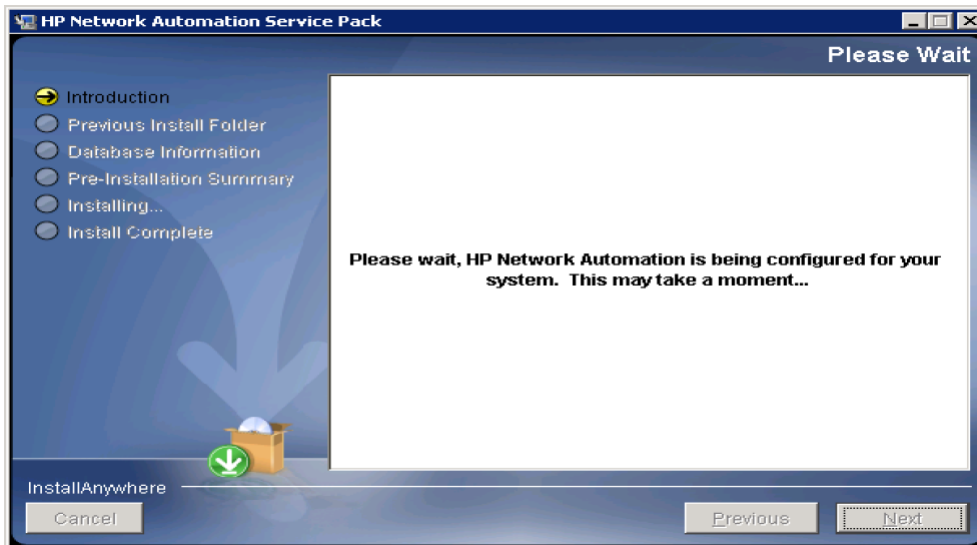 HP Network Automation Service Pack
Please Wait
Introduction
Previous Install Folder
Database Information
Pre-Installation Summary
Installing...
Install Complete
Please wait, HP Network Automation is being configured for your
system. This may take a moment...
InstallAnywhere
Cancel
Previous
Next